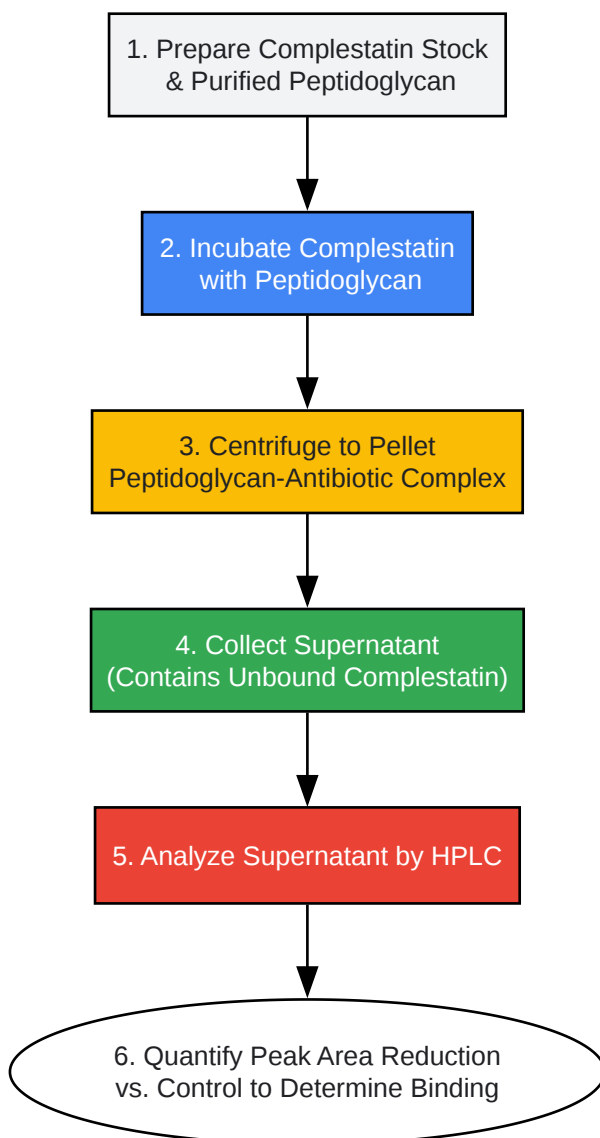 1. Prepare Complestatin Stock
& Purified Peptidoglycan
2. Incubate Complestatin
with Peptidoglycan
3. Centrifuge to Pellet
Peptidoglycan-Antibiotic Complex
4. Collect Supernatant
(Contains Unbound Complestatin)
5. Analyze Supernatant by HPLC
6. Quantify Peak Area Reduction
vs. Control to Determine Binding